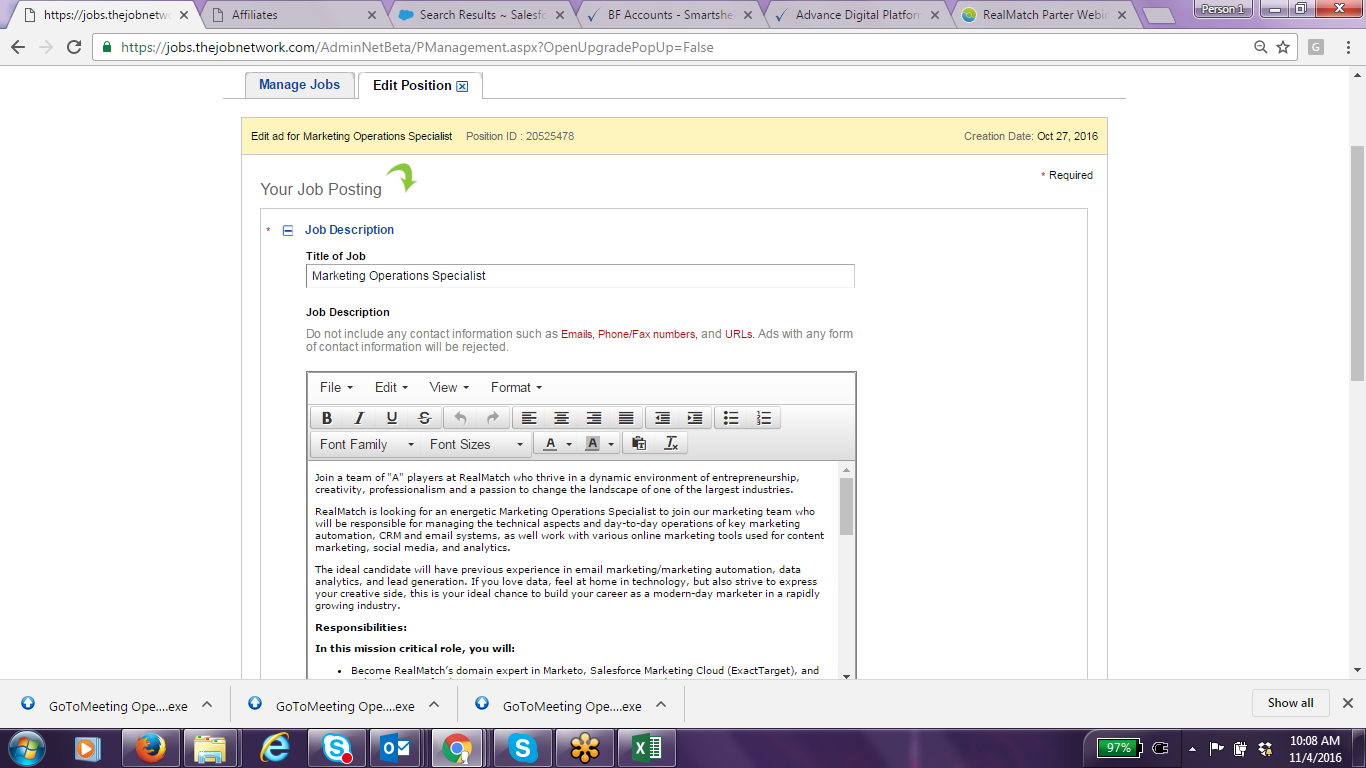 https://jobs.thejobnetw
Affiliates
Search Results ~ Salesfo
BF Accounts - Smartshe
Advance Digital Platforn
RealMatch Parter Webin
Person 1
https://jobs.thejobnetwork.com/AdminNetBeta/PManagement.aspx?OpenUpgradePopUp=False
Manage Jobs
Edit Position
Edit ad for Marketing Operations Specialist Position ID : 20525478 Creation Date: Oct 27, 2016
Your Job Posting
* Required
* Job Description
Title of Job
Marketing Operations Specialist
Job Description
Do not include any contact information such as Emails, Phone/Fax numbers, and URLs. Ads with any form
of contact information will be rejected.
File Edit View Format
B I U S
Font Family Font Sizes A A
Join a team of "A" players at RealMatch who thrive in a dynamic environment of entrepreneurship,
creativity, professionalism and a passion to change the landscape of one of the largest industries.
RealMatch is looking for an energetic Marketing Operations Specialist to join our marketing team who
will be responsible for managing the technical aspects and day-to-day operations of key marketing
automation, CRM and email systems, as well work with various online marketing tools used for content
marketing, social media, and analytics.
The ideal candidate will have previous experience in email marketing/marketing automation, data
analytics, and lead generation. If you love data, feel at home in technology, but also strive to express
your creative side, this is your ideal chance to build your career as a modern-day marketer in a rapidly
growing industry.
Responsibilities:
In this mission critical role, you will:
• Become RealMatch's domain expert in Marketo, Salesforce Marketing Cloud (ExactTarget), and
GoToMeeting Ope....exe
GoToMeeting Ope....exe
GoToMeeting Ope....exe
Show all
97%
10:08 AM
11/4/2016